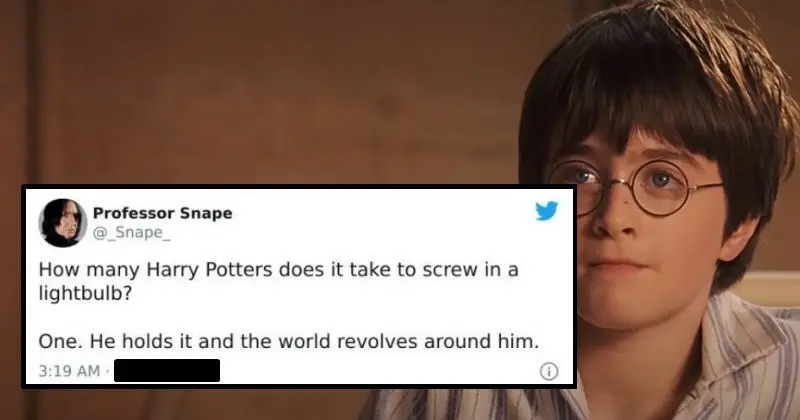 Professor Snape
@_Snape_
How many Harry Potters does it take to screw in a
lightbulb?
One. He holds it and the world revolves around him.
3:19 AM ·